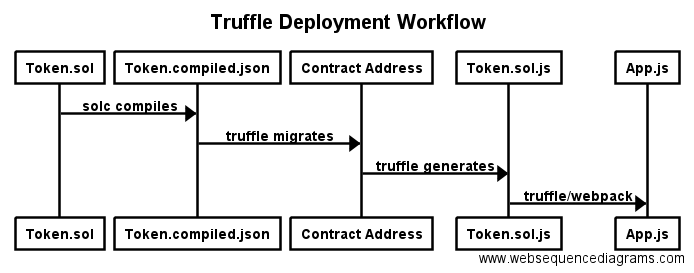 Truffle Deployment Workflow
Token.sol Token.compiled.json Contract Address Token.sol.js App.js
solc compiles
truffle migrates
truffle generates
truffle/webpack
Token.sol Token.compiled.json Contract Address Token.sol.js App.js
www.websequencediagrams.com